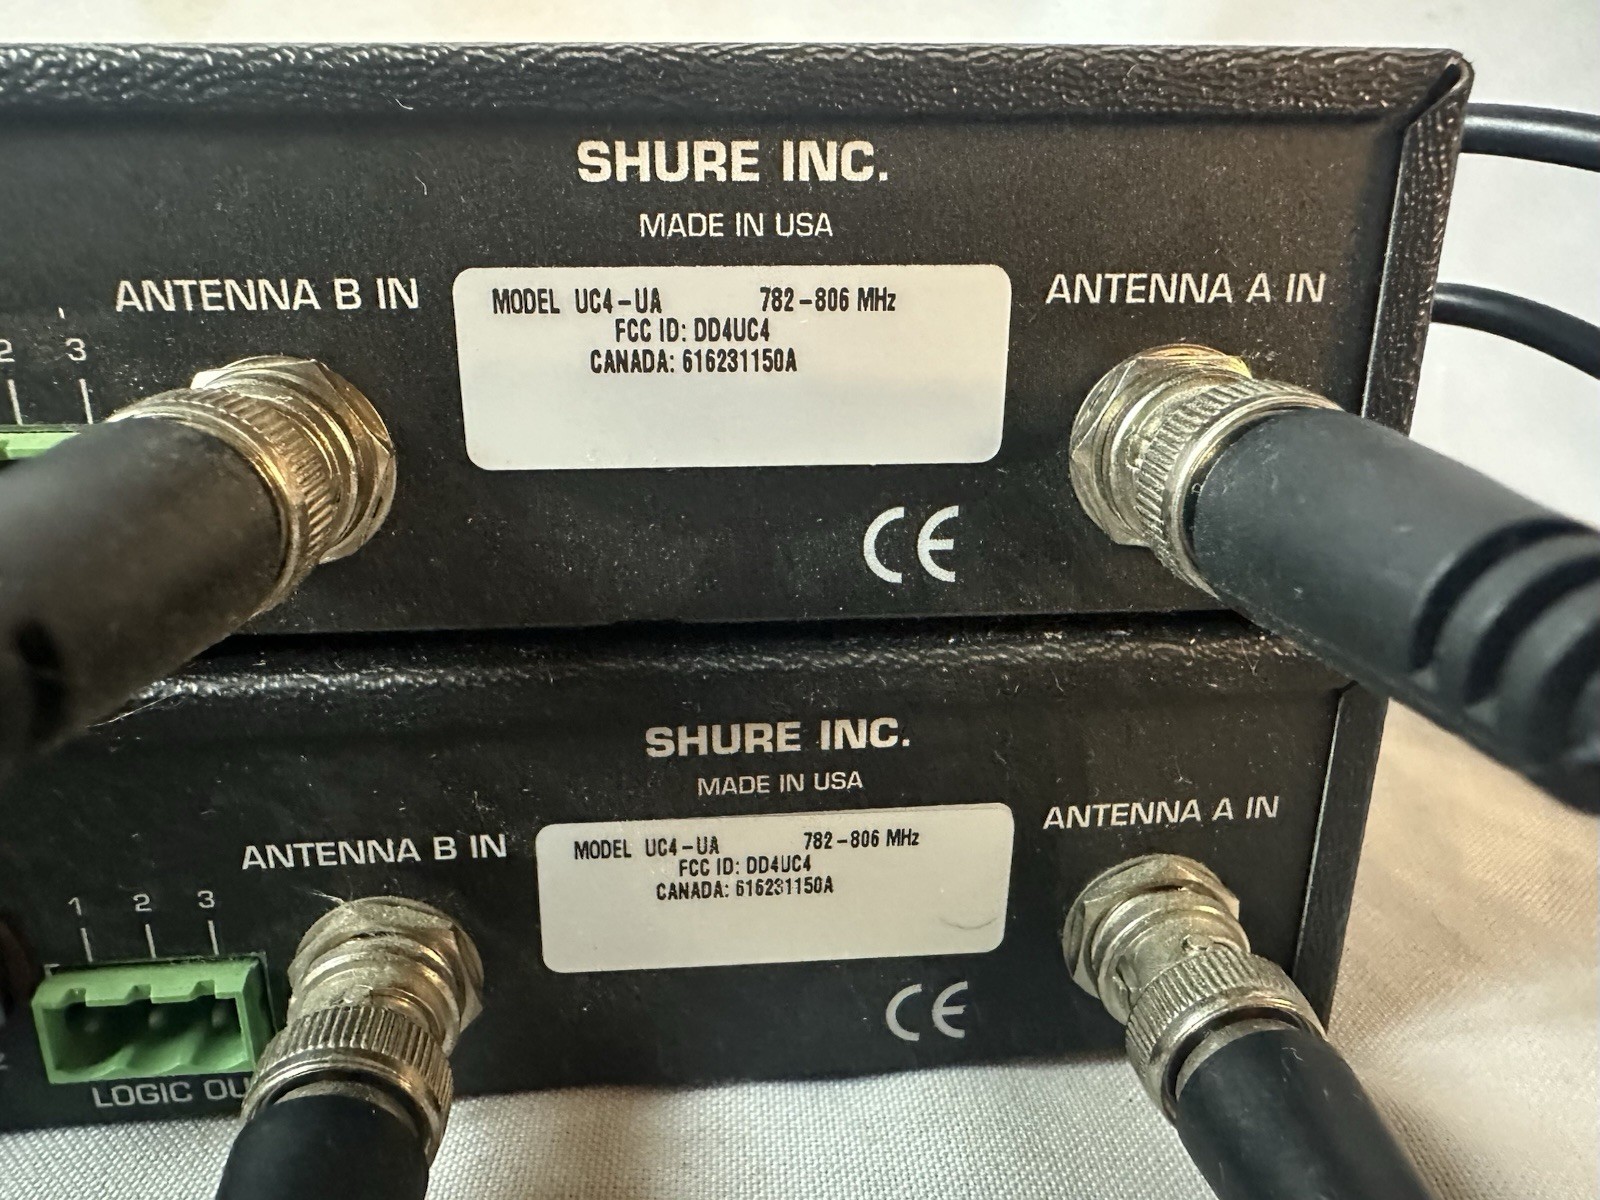 SHURE INC.
MADE IN USA
ANTENNA B IN
MODEL UC4-UA 782-806 MHz
FCC ID: DD4UC4
CANADA: 616231150A
ANTENNA A IN
2 3
CE
SHURE INC.
MADE IN USA
ANTENNA B IN
MODEL UC4-UA 782-806 MHz
FCC ID: DD4UC4
CANADA: 616231150A
ANTENNA A IN
1 2 3
CE
LOGIC OU